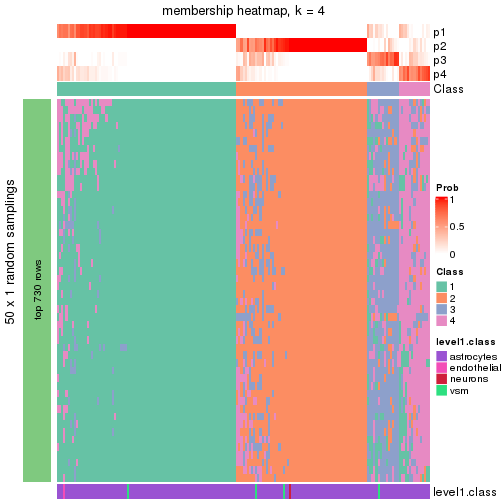 membership heatmap, k = 4
p1
p2
p3
p4
Class
50 x 1 random samplings
top 730 rows
Prob
1
0.5
0
Class
1
2
3
4
level1.class
astrocytes
endothelial
neurons
vsm
level1.class